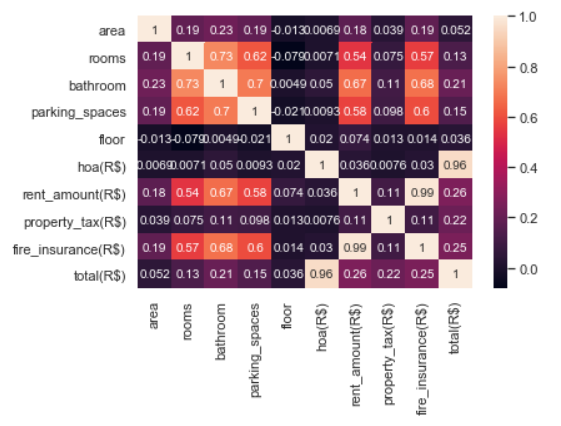 area 1 0.19 0.23 0.19 -0.013 0.0069 0.18 0.039 0.19 0.052
rooms 0.19 1 0.73 0.62 -0.079 0.0071 0.54 0.075 0.57 0.13
bathroom 0.23 0.73 1 0.7 0.0049 0.05 0.67 0.11 0.68 0.21
parking_spaces 0.19 0.62 0.7 1 -0.021 0.0093 0.58 0.098 0.6 0.15
floor -0.013 -0.079 0.0049 -0.021 1 0.02 0.074 0.013 0.014 0.036
hoa(R$) 0.0069 0.0071 0.05 0.0093 0.02 1 0.036 0.0076 0.03 0.96
rent_amount(R$) 0.18 0.54 0.67 0.58 0.074 0.036 1 0.11 0.99 0.26
property_tax(R$) 0.039 0.075 0.11 0.098 0.013 0.0076 0.11 1 0.11 0.22
fire_insurance(R$) 0.19 0.57 0.68 0.6 0.014 0.03 0.99 0.11 1 0.25
total(R$) 0.052 0.13 0.21 0.15 0.036 0.96 0.26 0.22 0.25 1
area
rooms
bathroom
parking_spaces
floor
hoa(R$)
rent_amount(R$)
property_tax(R$)
fire_insurance(R$)
total(R$)
1.0
0.8
0.6
0.4
0.2
0.0